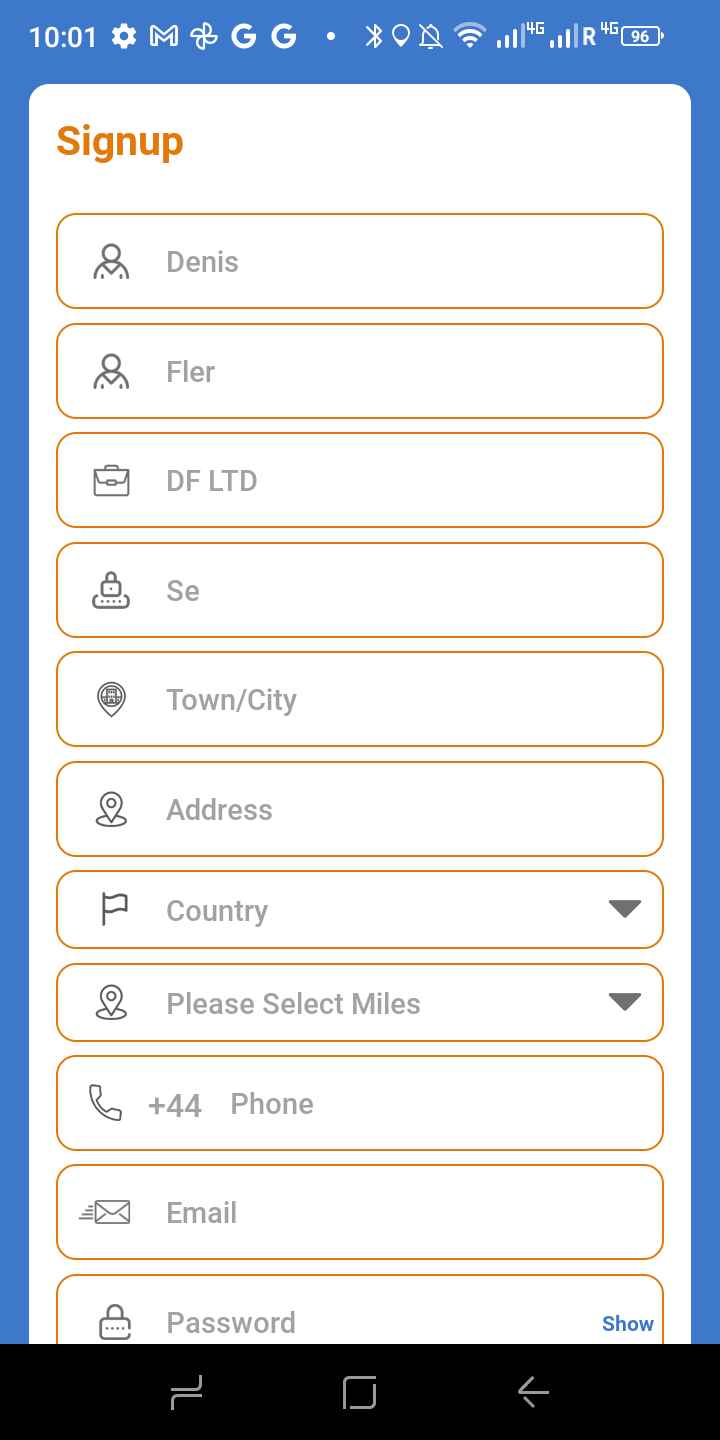 10:01 4G R 4G 96
Signup
Denis
Fler
DF LTD
Se
Town/City
Address
Country
Please Select Miles
+44 Phone
Email
Password Show